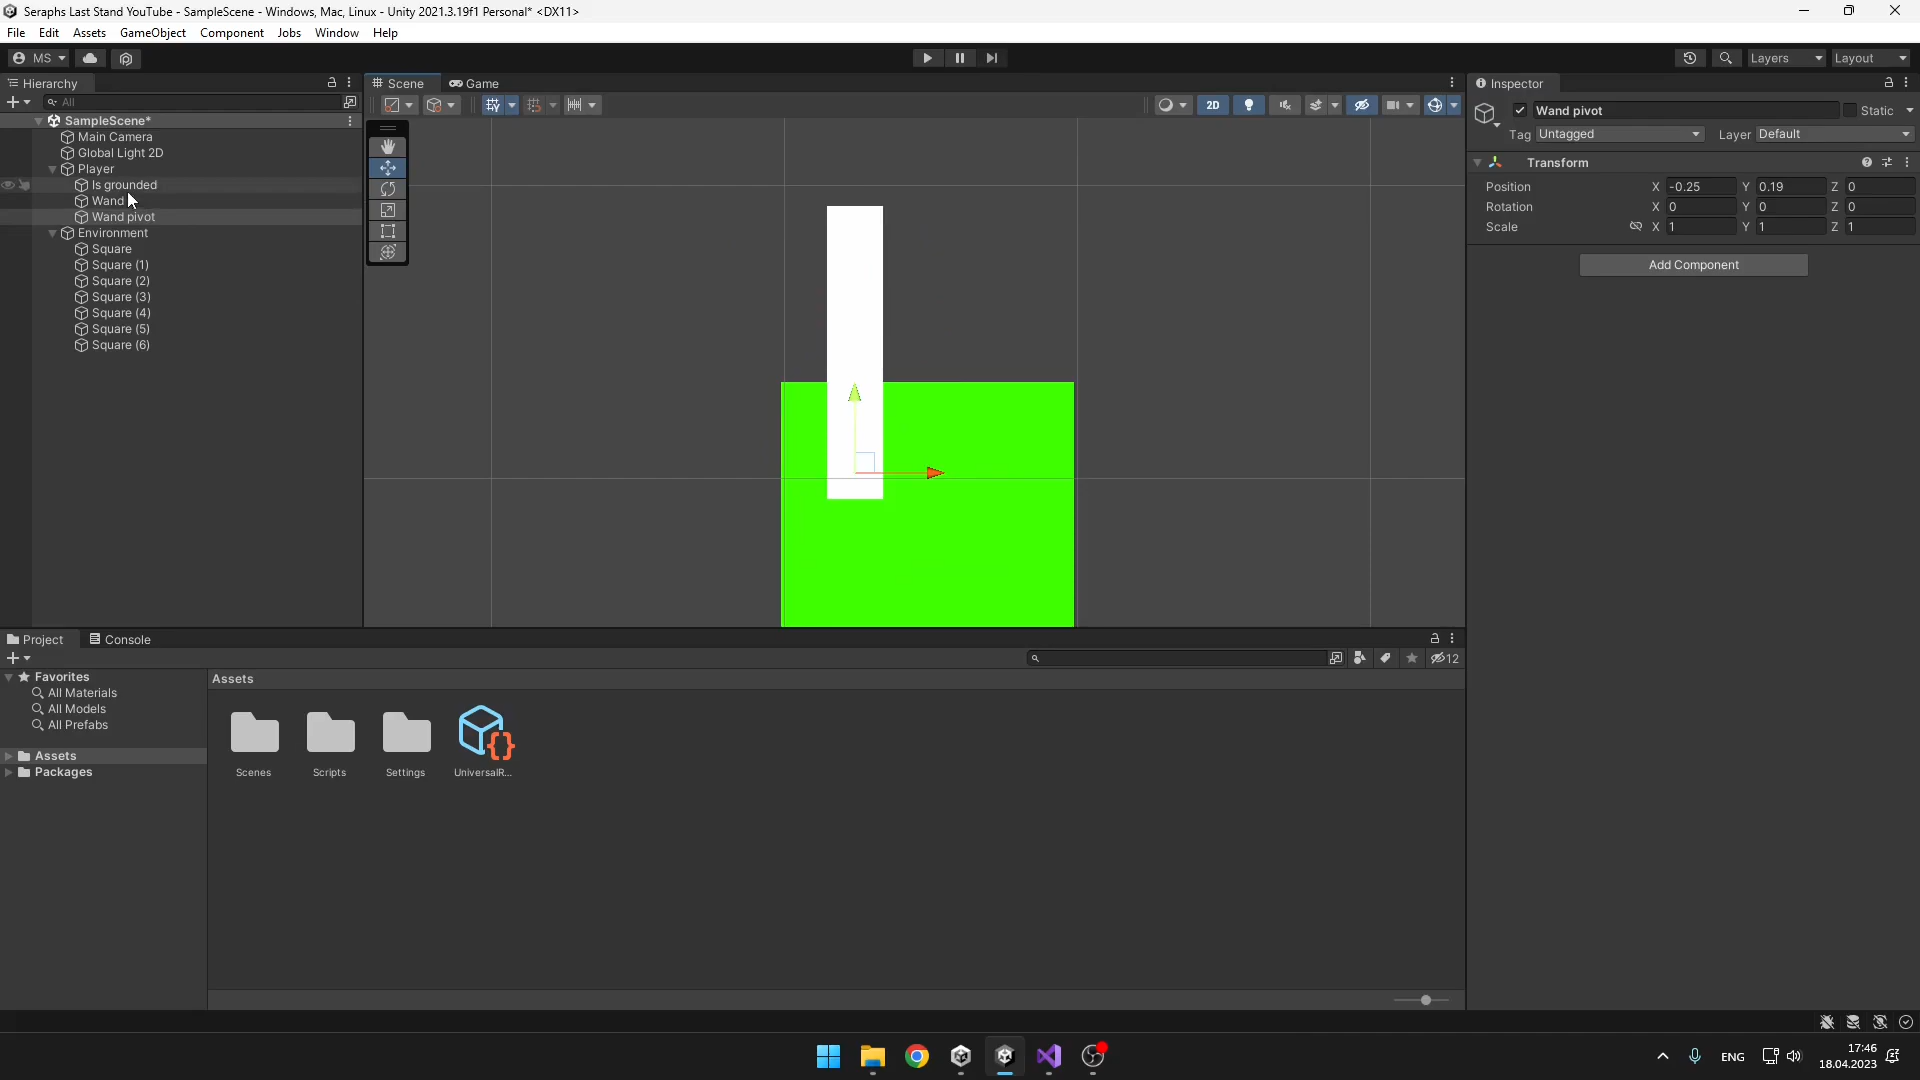 Seraphs Last Stand YouTube - SampleScene - Windows, Mac, Linux - Unity 2021.3.19f1 Personal* <DX11>
File Edit Assets GameObject Component Jobs Window Help
MS Layers Layout
Hierarchy Scene Game Inspector
All 2D Wand pivot Static
SampleScene*
Tag Untagged Layer Default
Main Camera
Global Light 2D
Player
Is grounded
Wand
Wand pivot
Environment
Square
Square (1)
Square (2)
Square (3)
Square (4)
Square (5)
Square (6)
Transform
Position X -0.25 Y 0.19 Z 0
Rotation X 0 Y 0 Z 0
Scale X 1 Y 1 Z 1
Add Component
Project Console
12
Favorites
All Materials
All Models
All Prefabs
Assets
Packages
Assets
Scenes Scripts Settings UniversalR...
ENG
17:46
18.04.2023